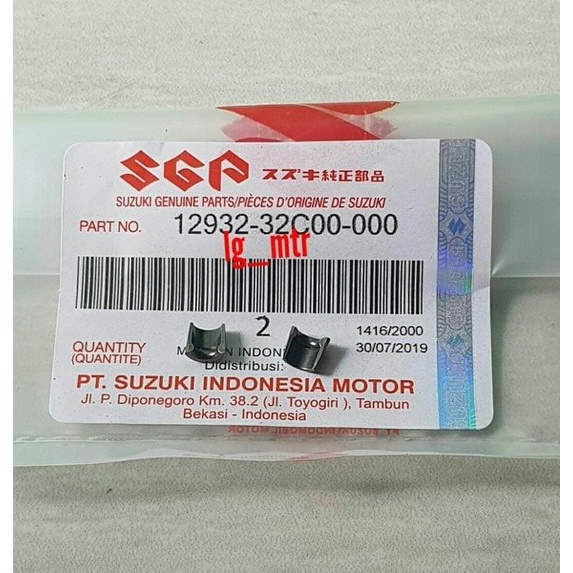 SGP スズキ純正部品
SUZUKI GENUINE PARTS/PIÈCES D'ORIGINE DE SUZUKI
PART NO. 12932-32C00-000
lg_mtr
2
1416/2000
QUANTITY
(QUANTITE)
INDON
30/07/2019
Didistribusi:
PT. SUZUKI INDONESIA MOTOR
Jl. P. Diponegoro Km. 38.2 (Jl. Toyogiri ), Tambun
Bekasi - Indonesia